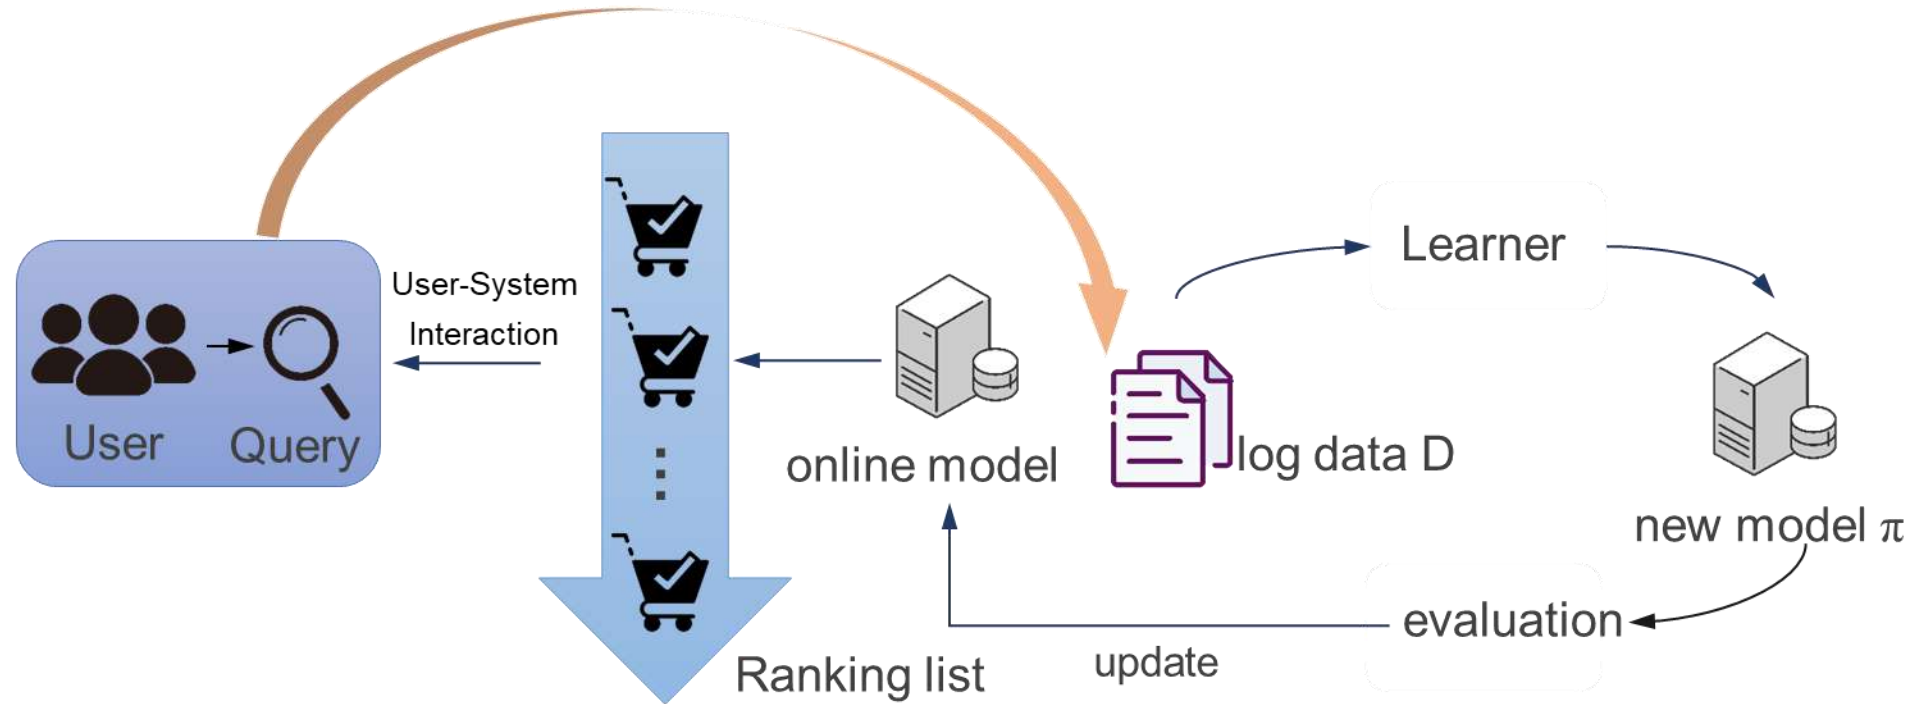 User-System
Interaction
User
Query
Ranking list
online model
log data D
Learner
new model π
evaluation
update